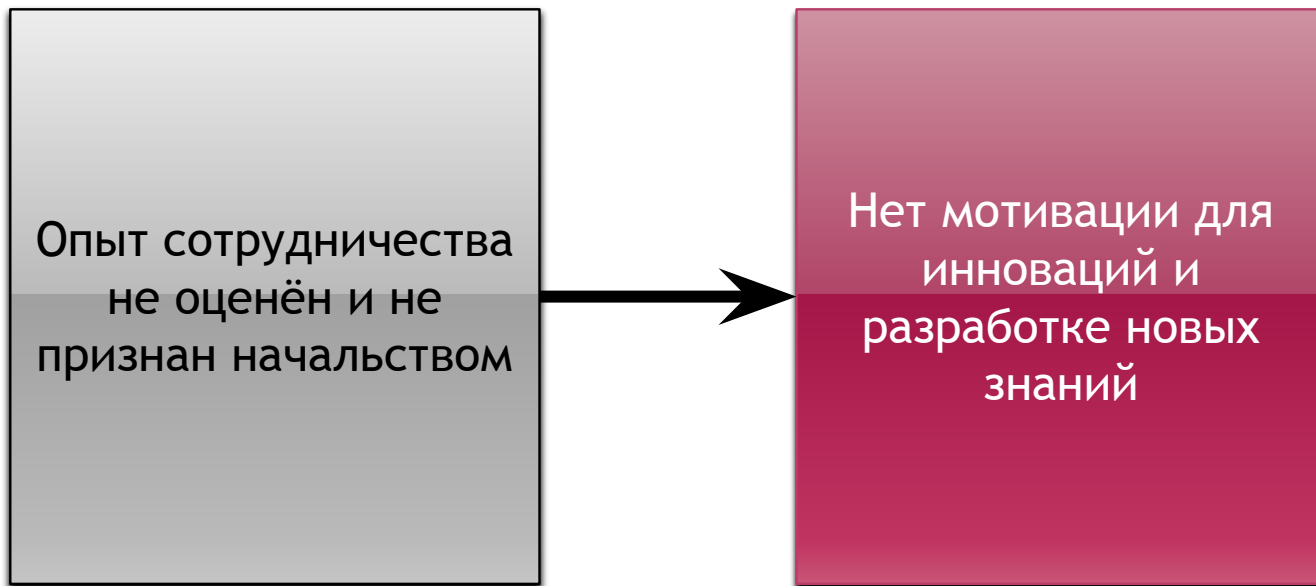 Опыт сотрудничества
не оценён и не
признан начальством
Нет мотивации для
инноваций и
разработке новых
знаний